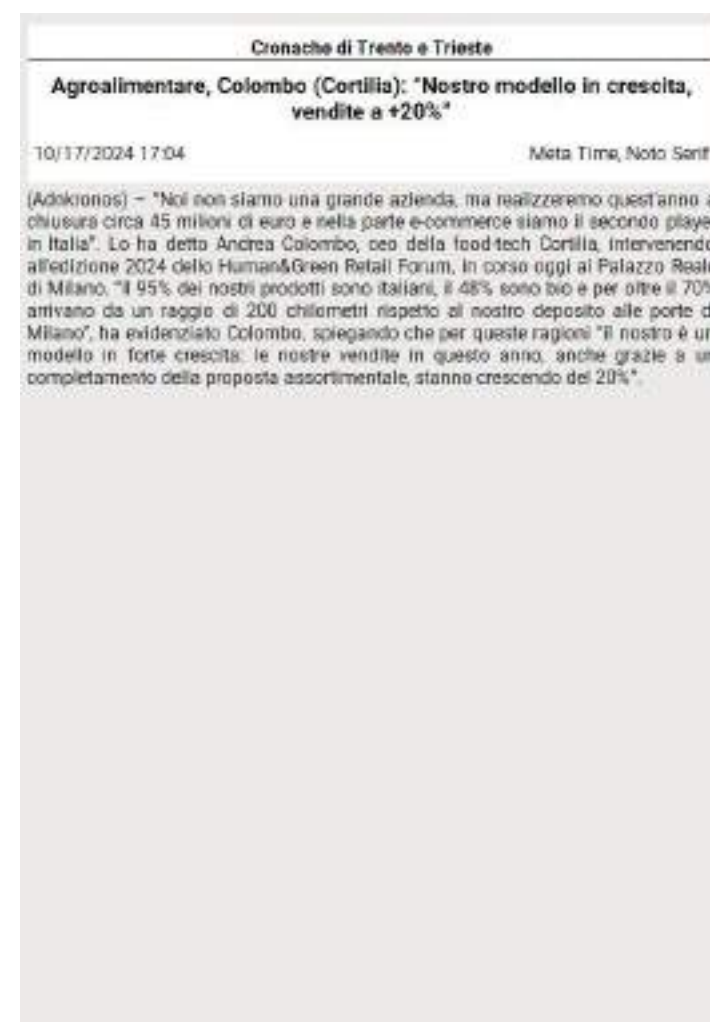 Cronache di Trento e Trieste
Agroalimentare, Colombo (Cortilia): "Nostro modello in crescita,
vendite a +20%"
10/17/2024 17:04
Meta Time, Noto Serif
(Adnkronos) – "Noi non siamo una grande azienda, ma realizzeremo quest'anno a
chiusura circa 45 milioni di euro e nella parte e-commerce siamo il secondo player
in Italia". Lo ha detto Andrea Colombo, ceo della food-tech Cortilia, intervenendo
all'edizione 2024 dello Human&Green Retail Forum, in corso oggi al Palazzo Reale
di Milano. "Il 95% dei nostri prodotti sono italiani, il 48% sono bio e per oltre il 70%
arrivano da un raggio di 200 chilometri rispetto al nostro deposito alle porte di
Milano", ha evidenziato Colombo, spiegando che per queste ragioni "il nostro è un
modello in forte crescita: le nostre vendite in questo anno, anche grazie a un
completamento della proposta assortimentale, stanno crescendo del 20%".